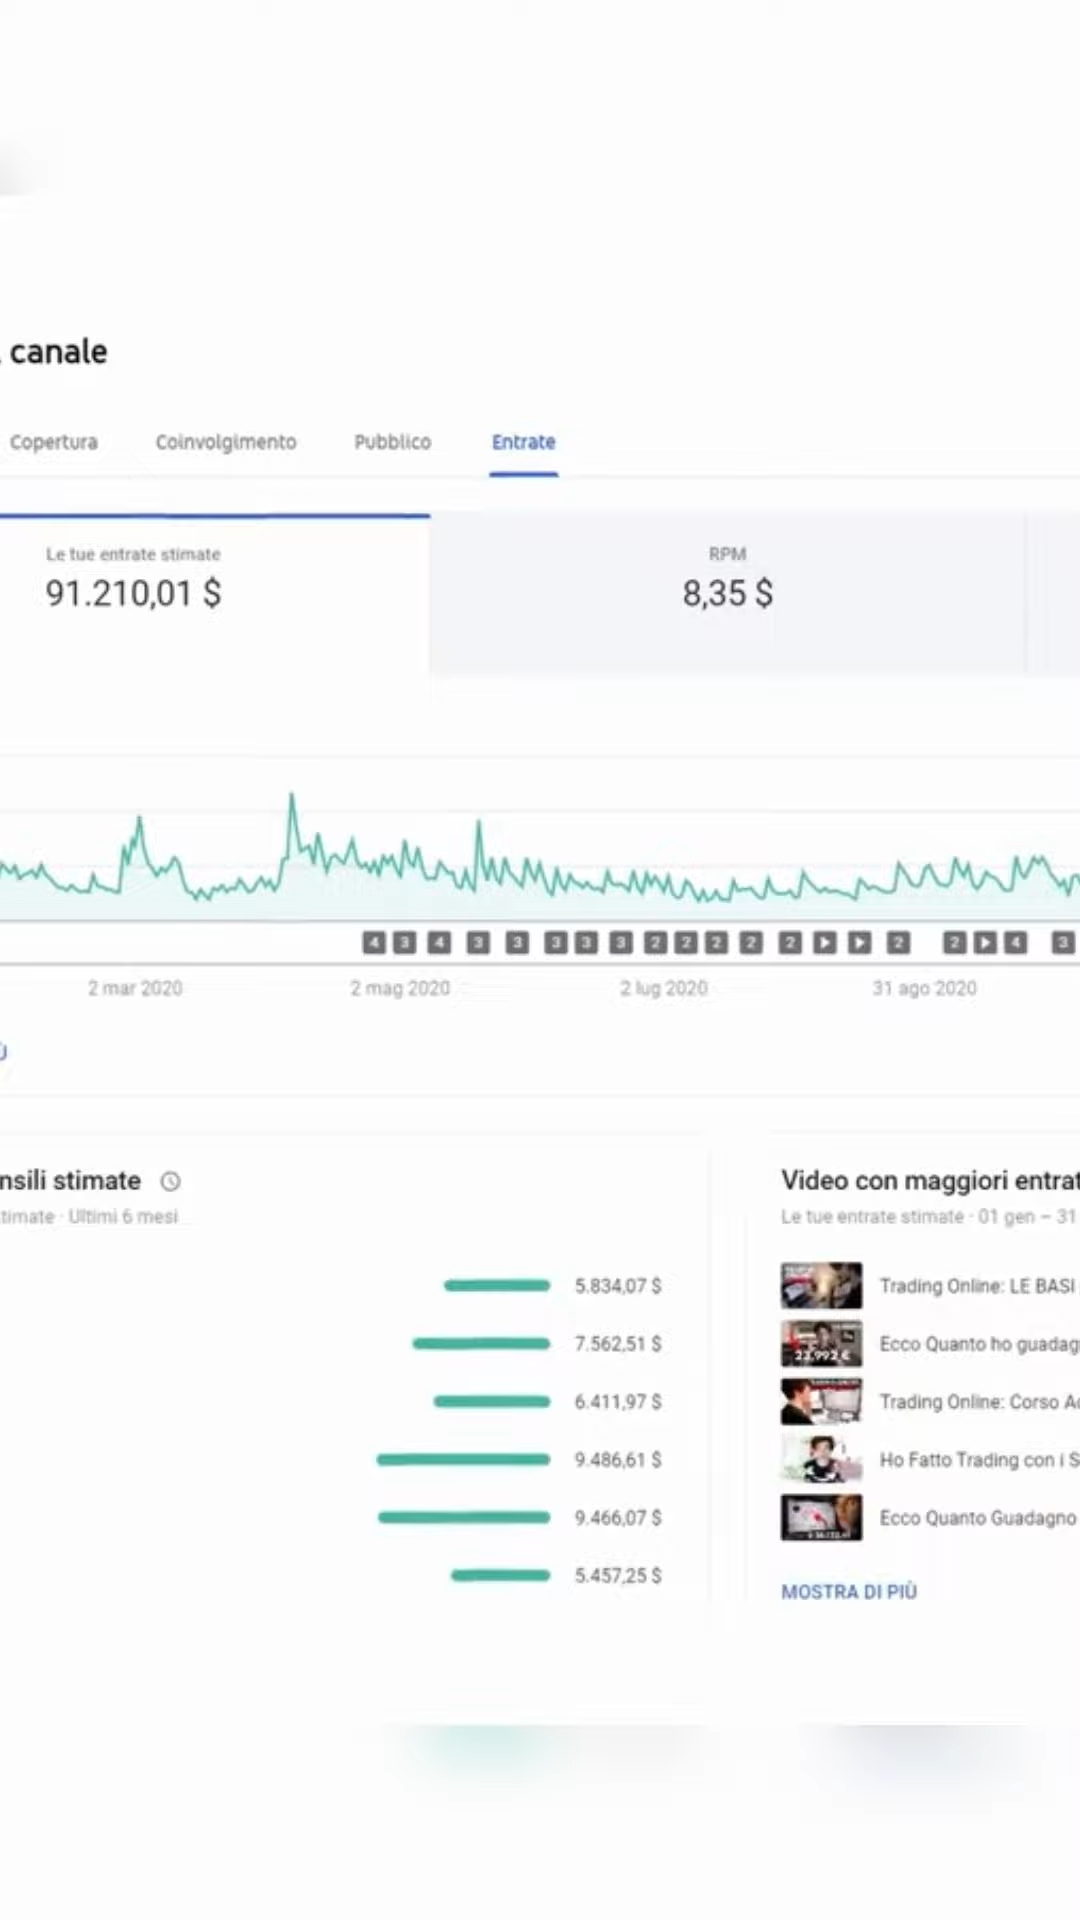 canale
Copertura Coinvolgimento Pubblico Entrate
Le tue entrate stimate RPM
91.210,01 $ 8,35 $
4 3 4 3 3 3 3 3 2 2 2 2 2 2 2 4 3
2 mar 2020 2 mag 2020 2 lug 2020 31 ago 2020
nsili stimate
timate · Ultimi 6 mesi
5.834,07 $
7.562,51 $
6.411,97 $
9.486,61 $
9.466,07 $
5.457,25 $
Video con maggiori entrat
Le tue entrate stimate · 01 gen – 31
Trading Online: LE BASI
Ecco Quanto ho guadag
Trading Online: Corso A
Ho Fatto Trading con i S
Ecco Quanto Guadagno
MOSTRA DI PIÙ